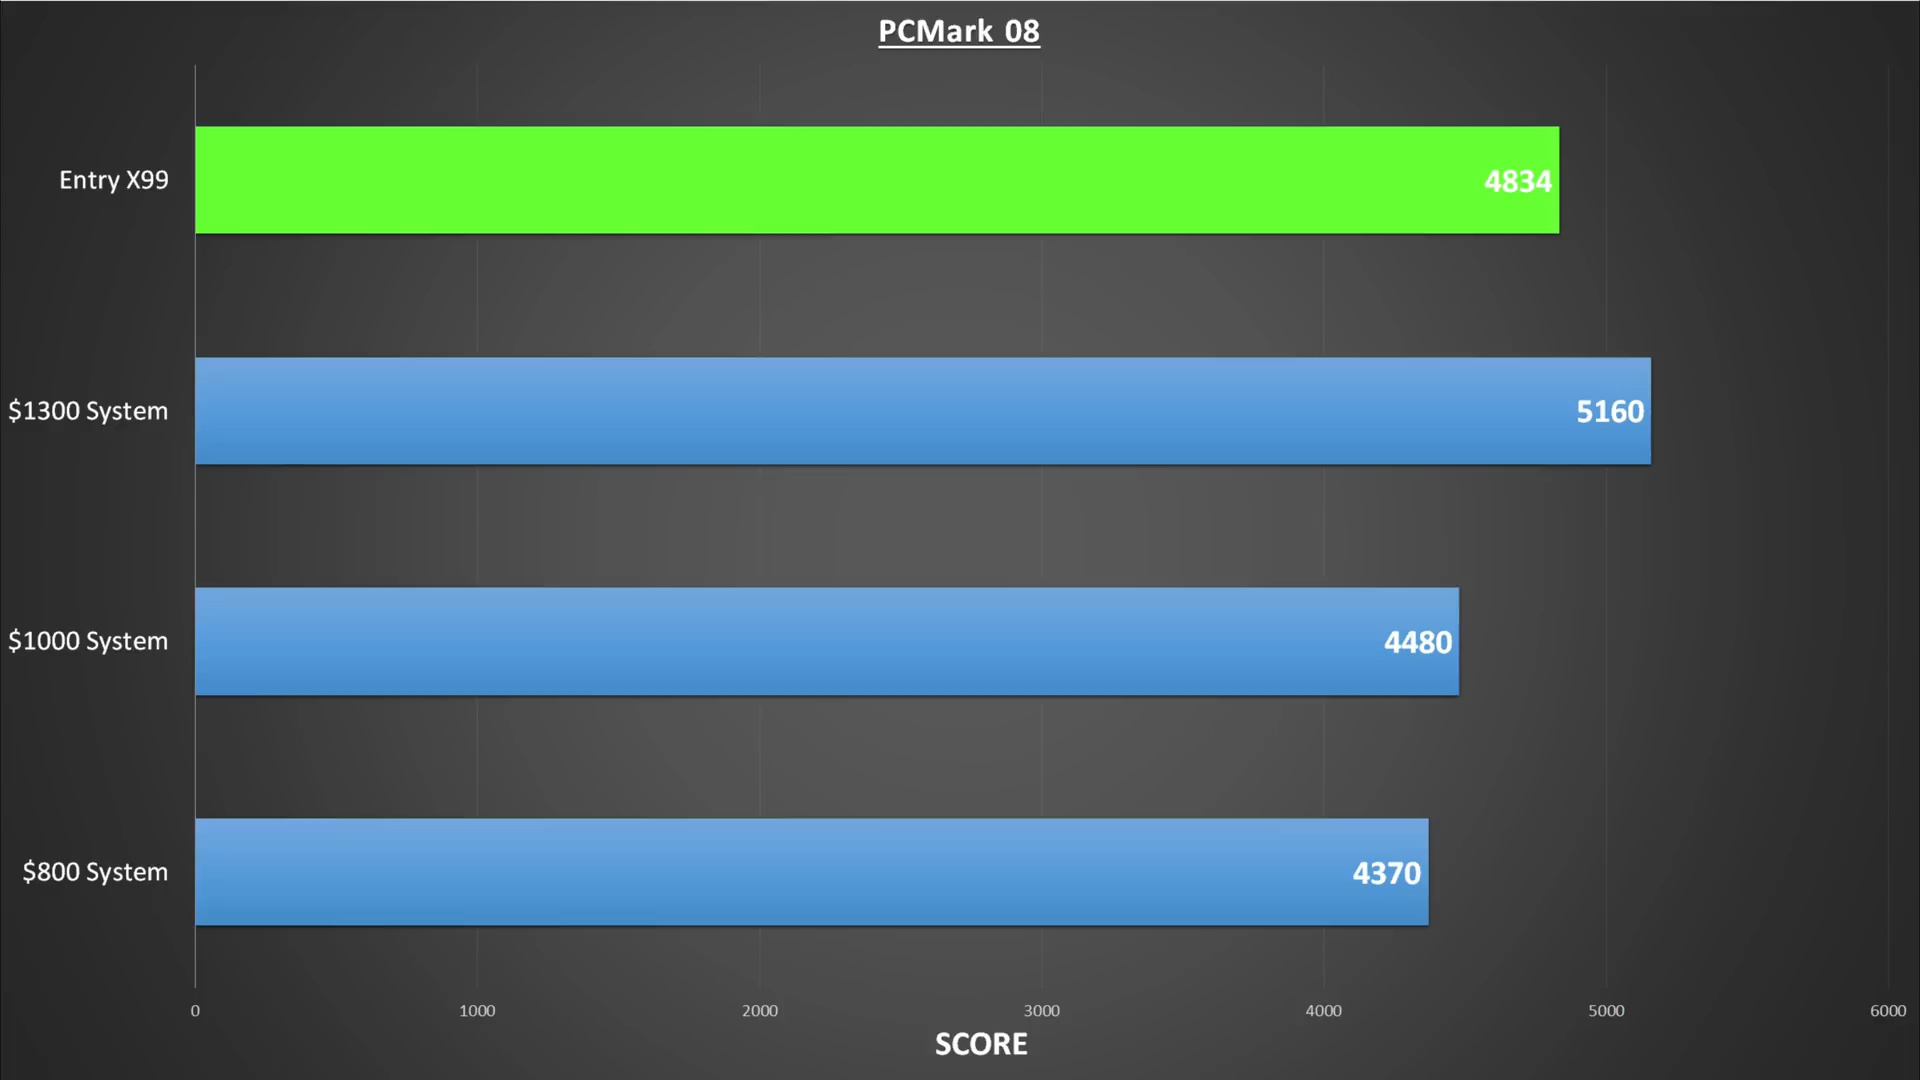 PCMark 08
Entry X99
4834
$1300 System
5160
$1000 System
4480
$800 System
4370
0 1000 2000 3000 4000 5000 6000
SCORE